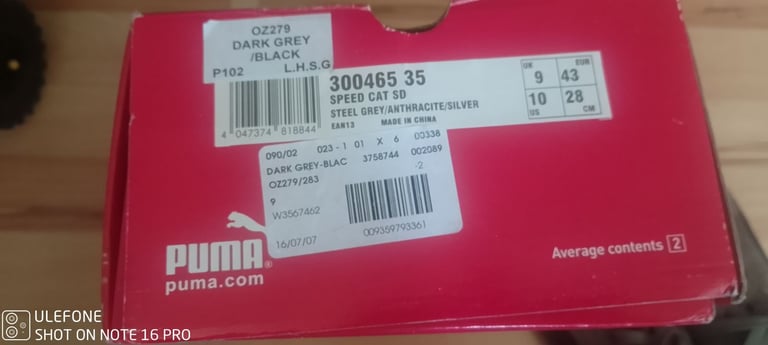 OZ279
DARK GREY
/BLACK
P102 L.H.S.G
300465 35
SPEED CAT SD
STEEL GREY/ANTHRACITE/SILVER
EAN13 MADE IN CHINA
4 047374 818844
UK 9 43 EUR
10 28
US CM
090/02 023-1 01 X 6 00338
DARK GREY-BLAC 3758744 002089
OZ279/283 -2
9
W3567462
16/07/07 009359793361
PUMA®
puma.com
Average contents 2
ULEFONE
SHOT ON NOTE 16 PRO